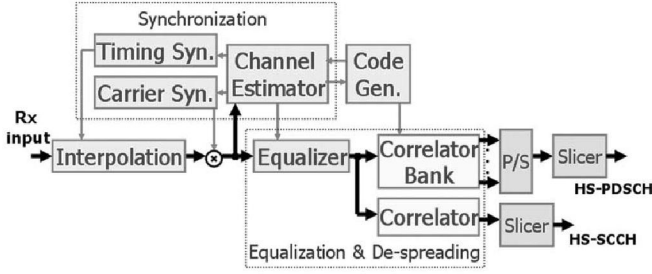 Synchronization
Timing Syn.
Channel
Estimator
Code
Gen.
Carrier Syn.
Rx
input
Interpolation
Equalizer
Correlator
Bank
P/S
Slicer
HS-PDSCH
Correlator
Slicer
HS-SCCH
Equalization & De-spreading